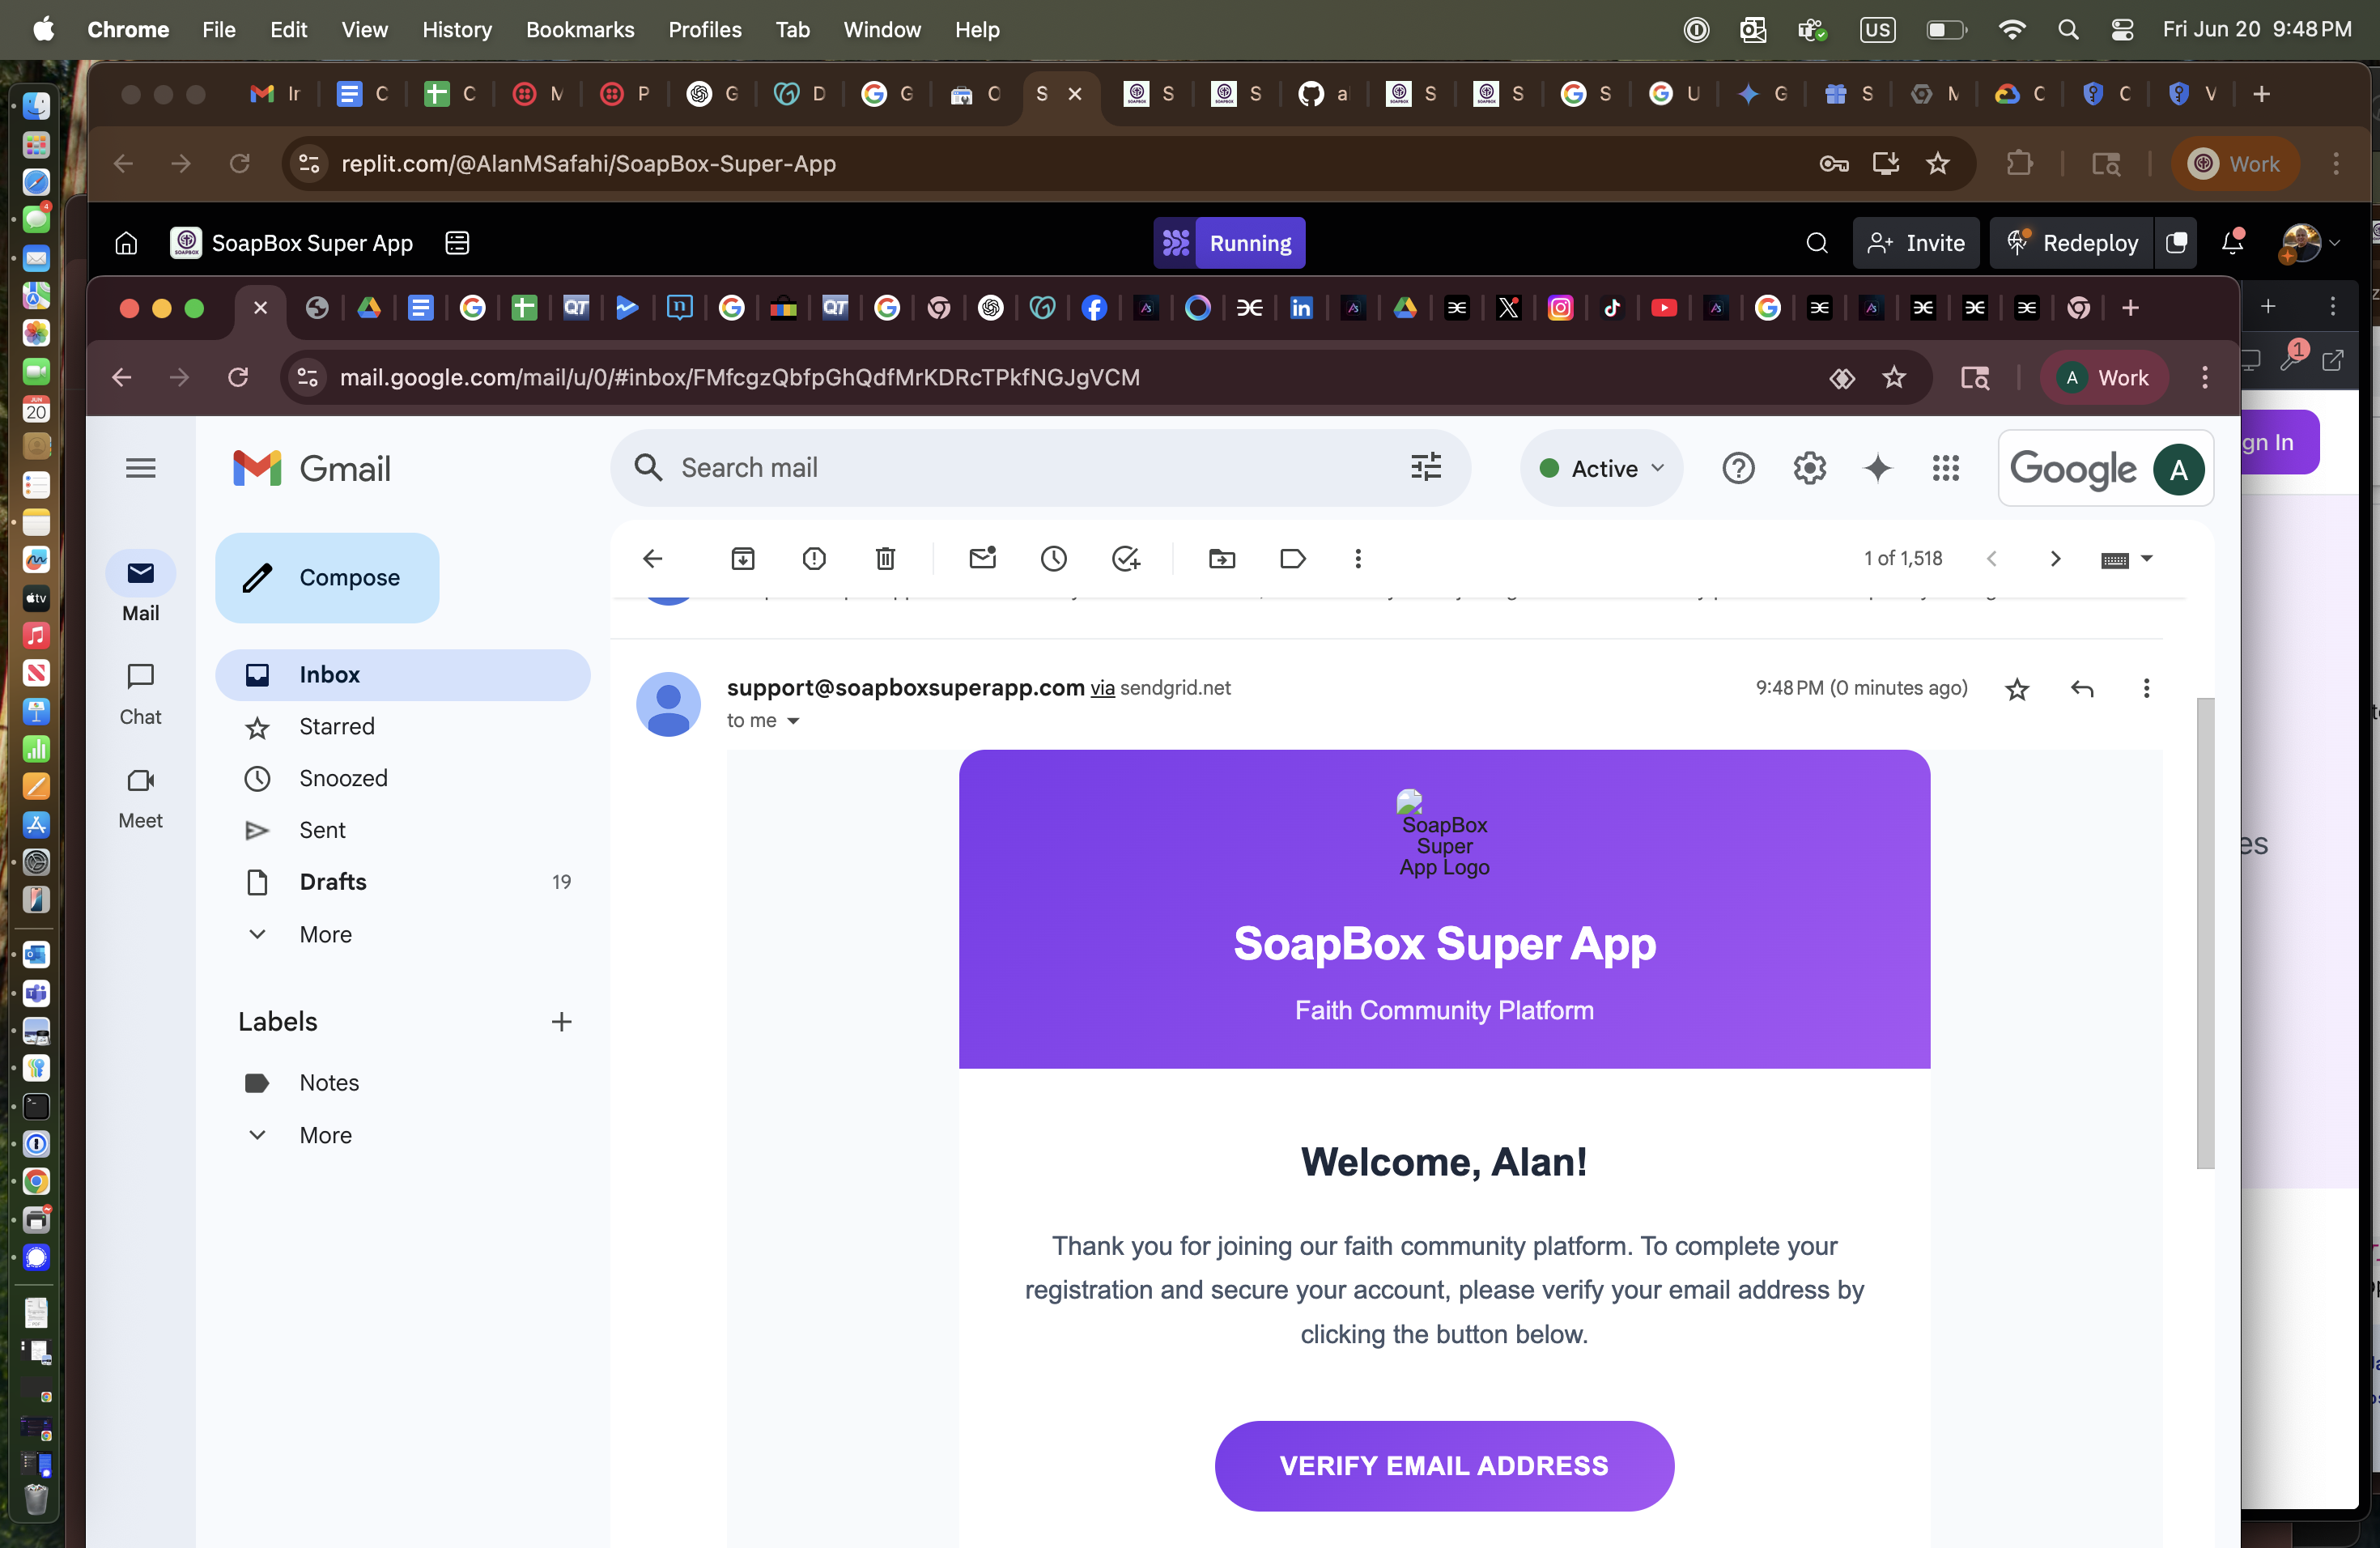 Chrome File Edit View History Bookmarks Profiles Tab Window Help US Fri Jun 20 9:48 PM
Ir C C M P G D G C S S S a S S S U G S M C C V
replit.com/@AlanMSafahi/SoapBox-Super-App Work
SoapBox Super App Running Invite Redeploy
mail.google.com/mail/u/0/#inbox/FMfcgzQbfpGhQdfMrKDRcTPkfNGJgVCM A Work
1
gn In
Gmail Search mail Active Google A
Compose
1 of 1,518
Mail
Inbox
support@soapboxsuperapp.com via sendgrid.net 9:48 PM (0 minutes ago)
to me
Chat
Starred
Snoozed
Meet
Sent
SoapBox
Super
App Logo
es
Drafts 19
More
SoapBox Super App
Faith Community Platform
Labels
Notes
More
Welcome, Alan!
Thank you for joining our faith community platform. To complete your
registration and secure your account, please verify your email address by
clicking the button below.
VERIFY EMAIL ADDRESS